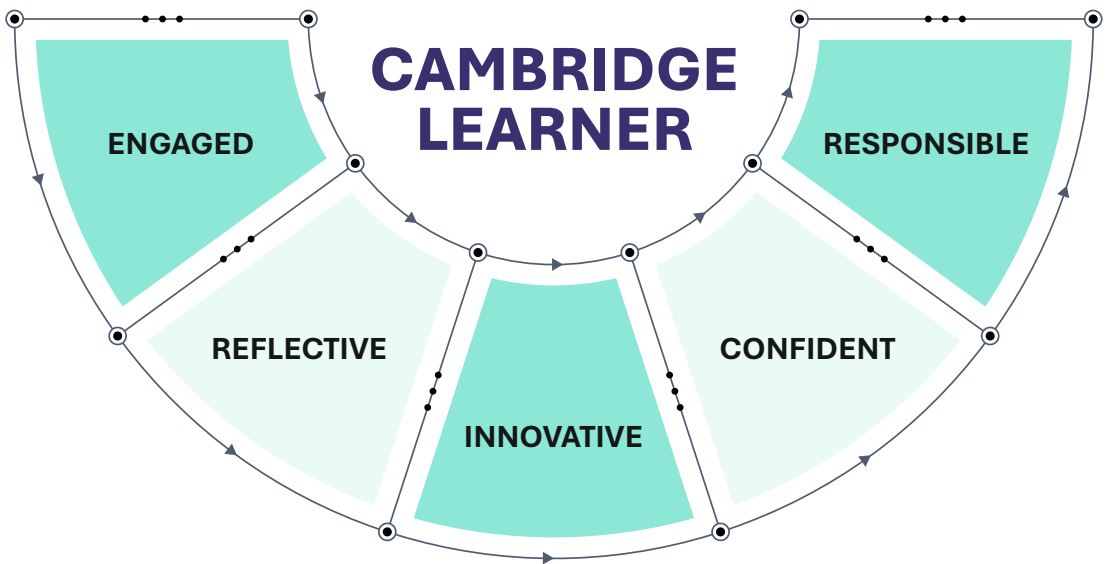 CAMBRIDGE
LEARNER
ENGAGED
REFLECTIVE
INNOVATIVE
CONFIDENT
RESPONSIBLE